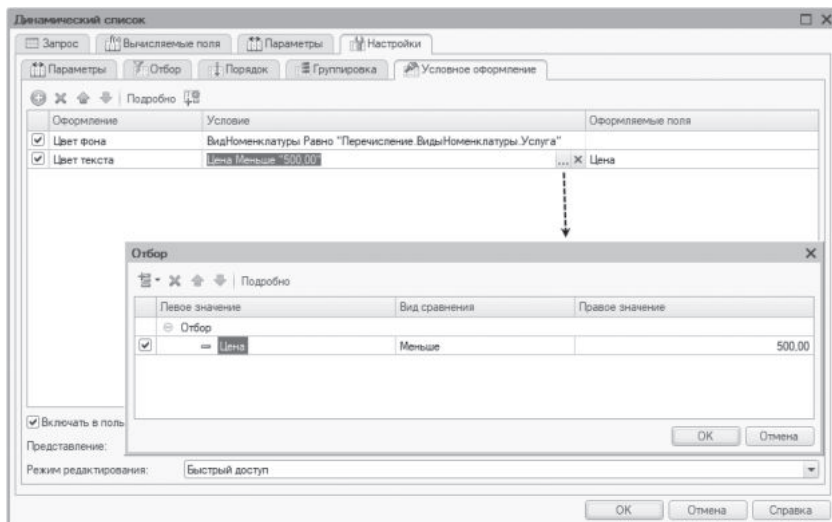 Динамический список
Запрос Вычисляемые поля Параметры Настройки
Параметры Отбор Порядок Группировка Условное оформление
Подробно
Оформление Условие Оформляемые поля
Цвет фона ВидНоменклатуры Равно "Перечисление.ВидыНоменклатуры.Услуга"
Цвет текста Цена Меньше "500,00" ... Цена
Отбор
Подробно
Левое значение Вид сравнения Правое значение
Отбор
Цена Меньше 500,00
Включать в поль
OK Отмена
Представление:
Режим редактирования: Быстрый доступ
OK Отмена Справка